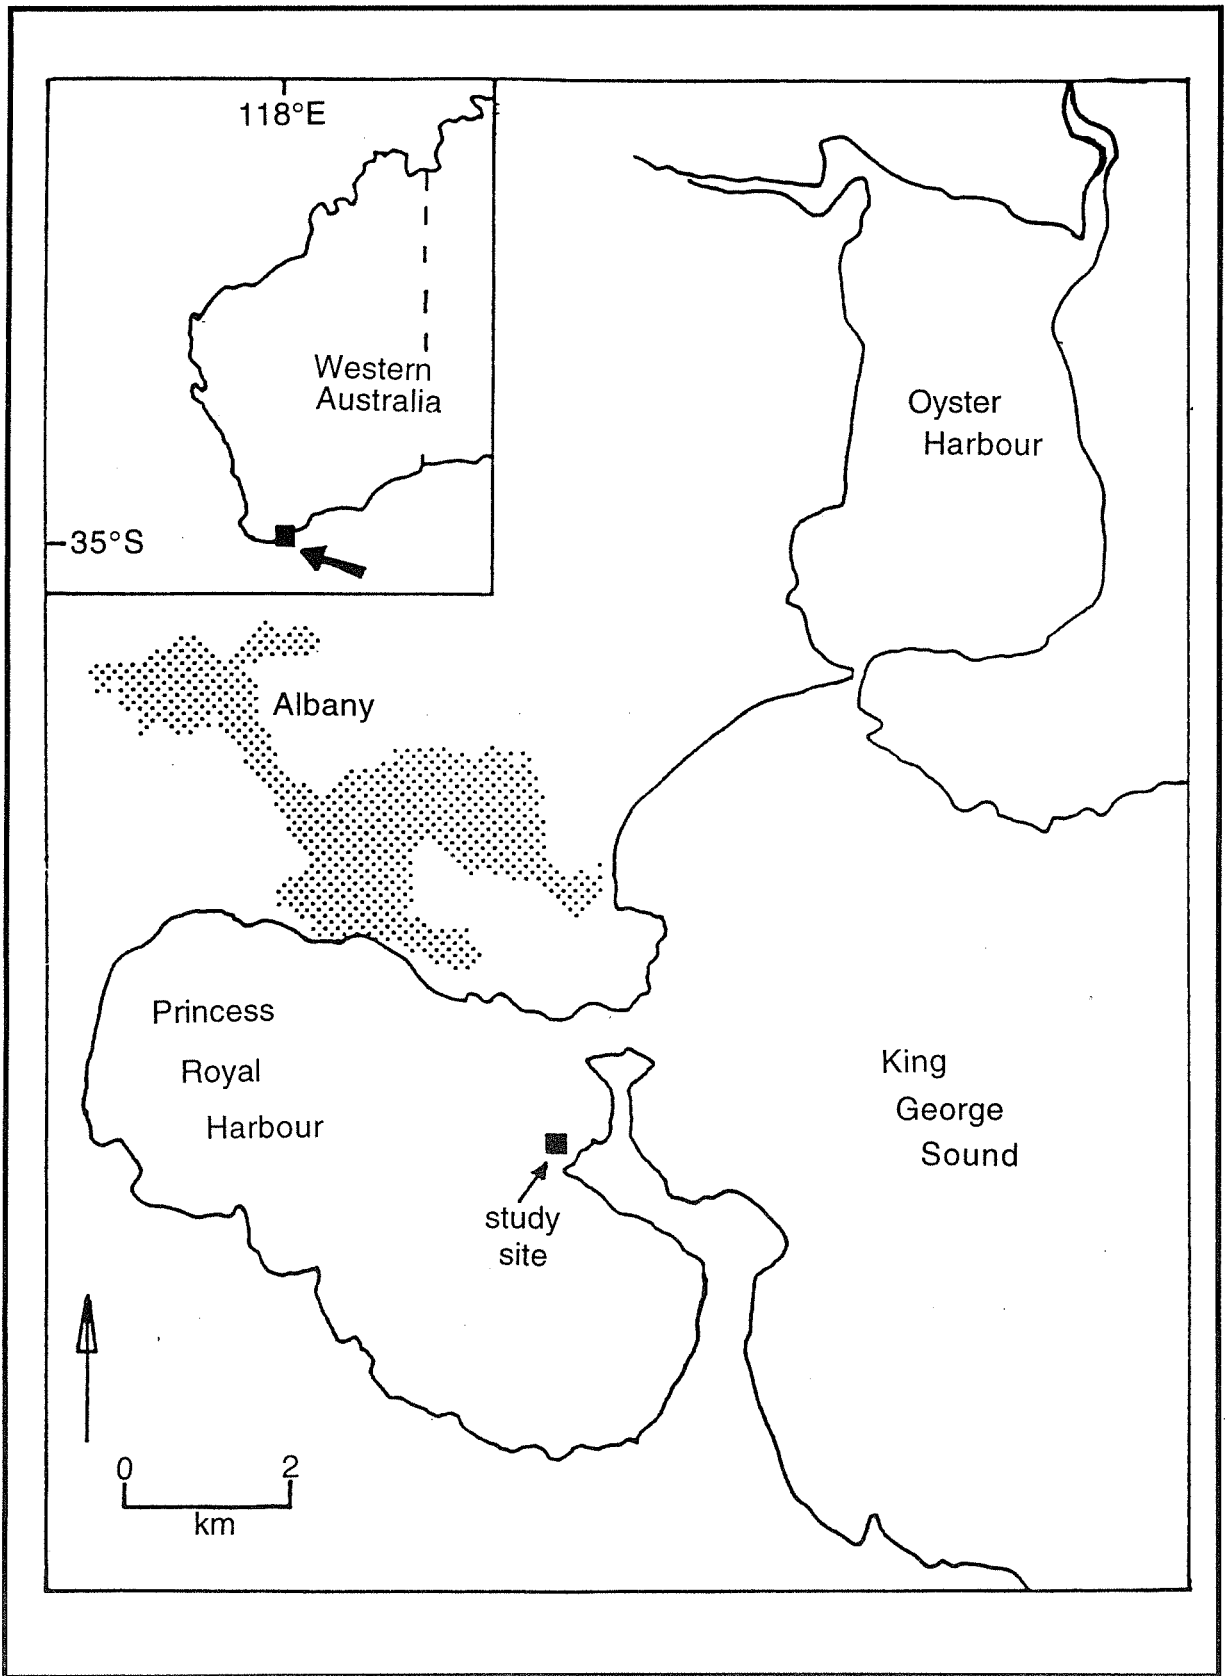 118°E
Western
Australia
35°S
Oyster
Harbour
Albany
Princess
Royal
Harbour
King
George
Sound
study
site
0 2
km